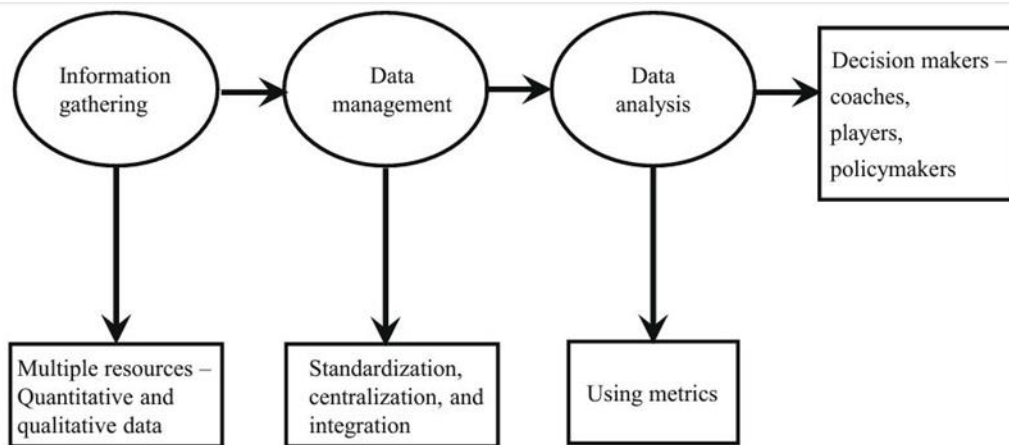 Information
gathering
Data
management
Data
analysis
Decision makers –
coaches,
players,
policymakers
Multiple resources –
Quantitative and
qualitative data
Standardization,
centralization, and
integration
Using metrics